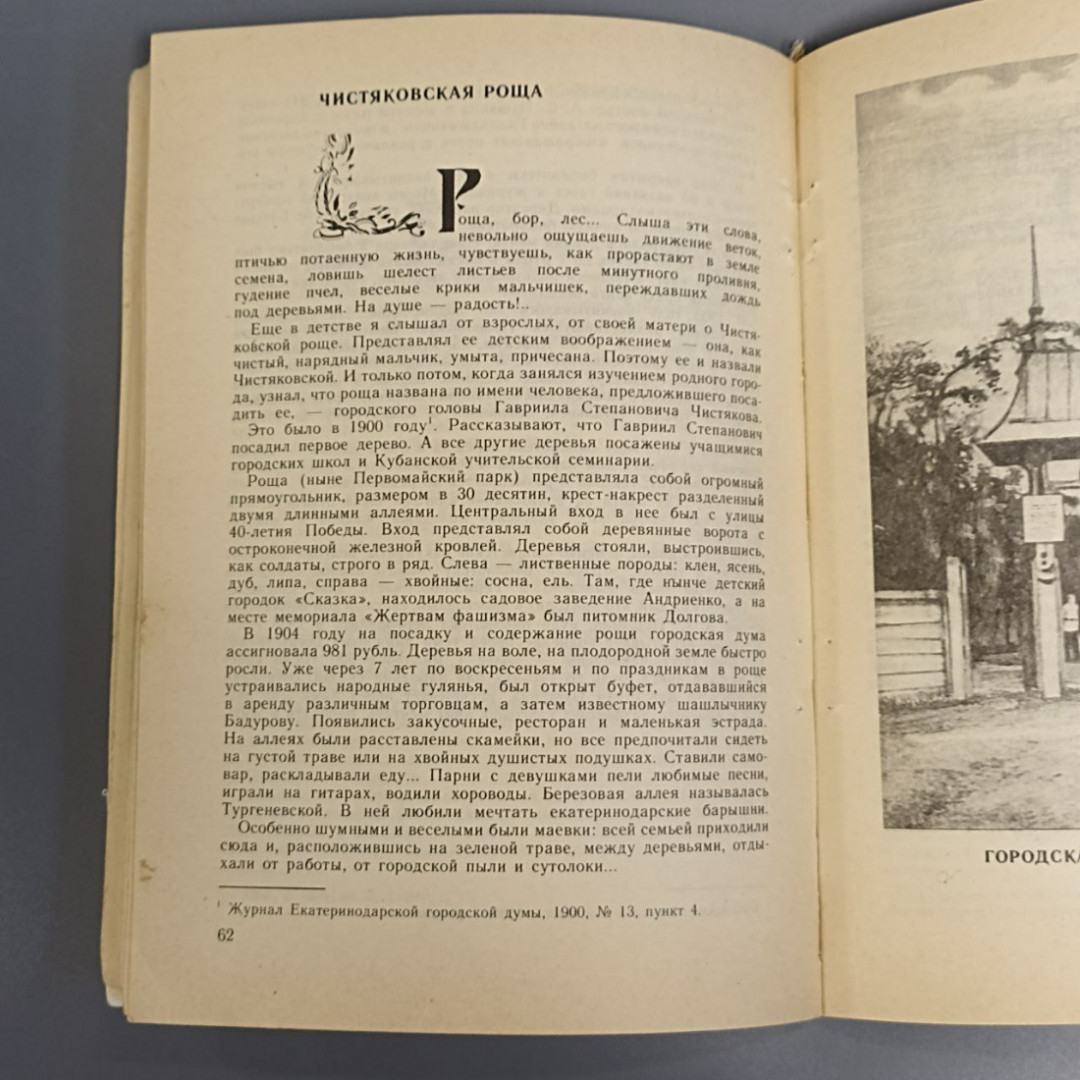 ЧИСТЯКОВСКАЯ РОЩА
Роща, бор, лес... Слыша эти слова,
невольно ощущаешь движение веток,
птичью потаенную жизнь, чувствуешь, как прорастают в земле
семена, ловишь шелест листьев после минутного проливня,
гудение пчел, веселые крики мальчишек, переждавших дождь
под деревьями. На душе — радость!..
Еще в детстве я слышал от взрослых, от своей матери о Чистя-
ковской роще. Представлял ее детским воображением — она, как
чистый, нарядный мальчик, умыта, причесана. Поэтому ее и назвали
Чистяковской. И только потом, когда занялся изучением родного горо-
да, узнал, что роща названа по имени человека, предложившего поса-
дить ее, — городского головы Гавриила Степановича Чистякова.
Это было в 1900 году¹. Рассказывают, что Гавриил Степанович
посадил первое дерево. А все другие деревья посажены учащимися
городских школ и Кубанской учительской семинарии.
Роща (ныне Первомайский парк) представляла собой огромный
прямоугольник, размером в 30 десятин, крест-накрест разделенный
двумя длинными аллеями. Центральный вход в нее был с улицы
40-летия Победы. Вход представлял собой деревянные ворота с
остроконечной железной кровлей. Деревья стояли, выстроившись,
как солдаты, строго в ряд. Слева — лиственные породы: клен, ясень,
дуб, липа, справа — хвойные: сосна, ель. Там, где нынче детский
городок «Сказка», находилось садовое заведение Андриенко, а на
месте мемориала «Жертвам фашизма» был питомник Долгова.
В 1904 году на посадку и содержание рощи городская дума
ассигновала 981 рубль. Деревья на воле, на плодородной земле быстро
росли. Уже через 7 лет по воскресеньям и по праздникам в роще
устраивались народные гулянья, был открыт буфет, отдававшийся
в аренду различным торговцам, а затем известному шашлычнику
Бадурову. Появились закусочные, ресторан и маленькая эстрада.
На аллеях были расставлены скамейки, но все предпочитали сидеть
на густой траве или на хвойных душистых подушках. Ставили само-
вар, раскладывали еду... Парни с девушками пели любимые песни,
играли на гитарах, водили хороводы. Березовая аллея называлась
Тургеневской. В ней любили мечтать екатеринодарские барышни.
Особенно шумными и веселыми были маевки: всей семьей приходили
сюда и, расположившись на зеленой траве, между деревьями, отды-
хали от работы, от городской пыли и сутолоки...
¹ Журнал Екатеринодарской городской думы, 1900, № 13, пункт 4.
62
ГОРОДСКА